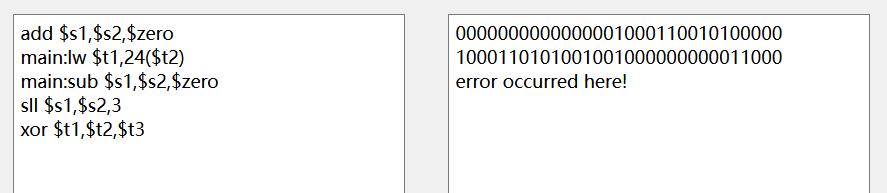 add $s1,$s2,$zero
main:lw $t1,24($t2)
main:sub $s1,$s2,$zero
sll $s1,$s2,3
xor $t1,$t2,$t3
00000000000000001000110010100000
10001101010010010000000000011000
error occurred here!